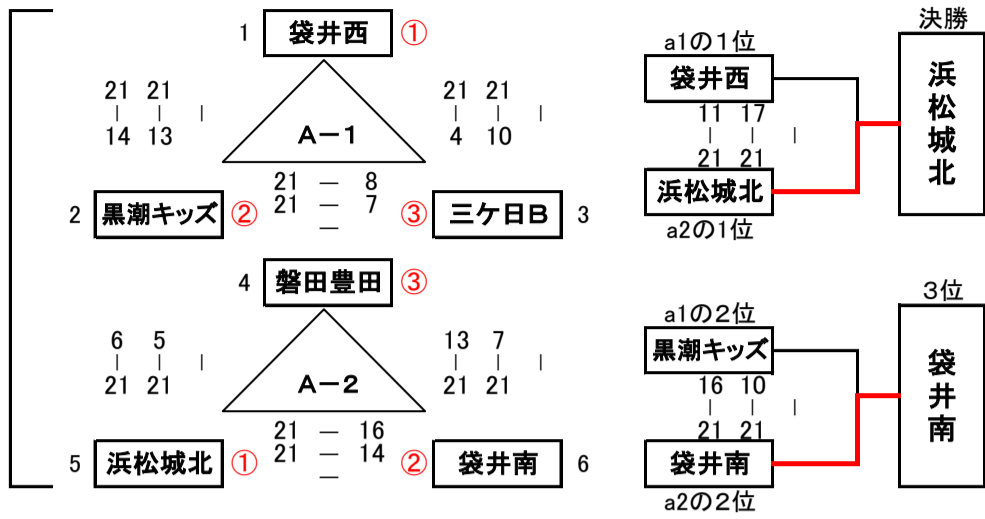 1 袋井西 ①
21 21
| | |
14 13
21 21
| | |
4 10
A-1
21 — 8
21 — 7
—
2 黒潮キッズ ②
③ 三ケ日B 3
4 磐田豊田 ③
6 5
| | |
21 21
13 7
| | |
21 21
A-2
21 — 16
21 — 14
—
5 浜松城北 ①
② 袋井南 6
a1の1位
袋井西
11 17
| | |
21 21
浜松城北
a2の1位
決勝
浜松城北
a1の2位
黒潮キッズ
16 10
| | |
21 21
袋井南
a2の2位
3位
袋井南